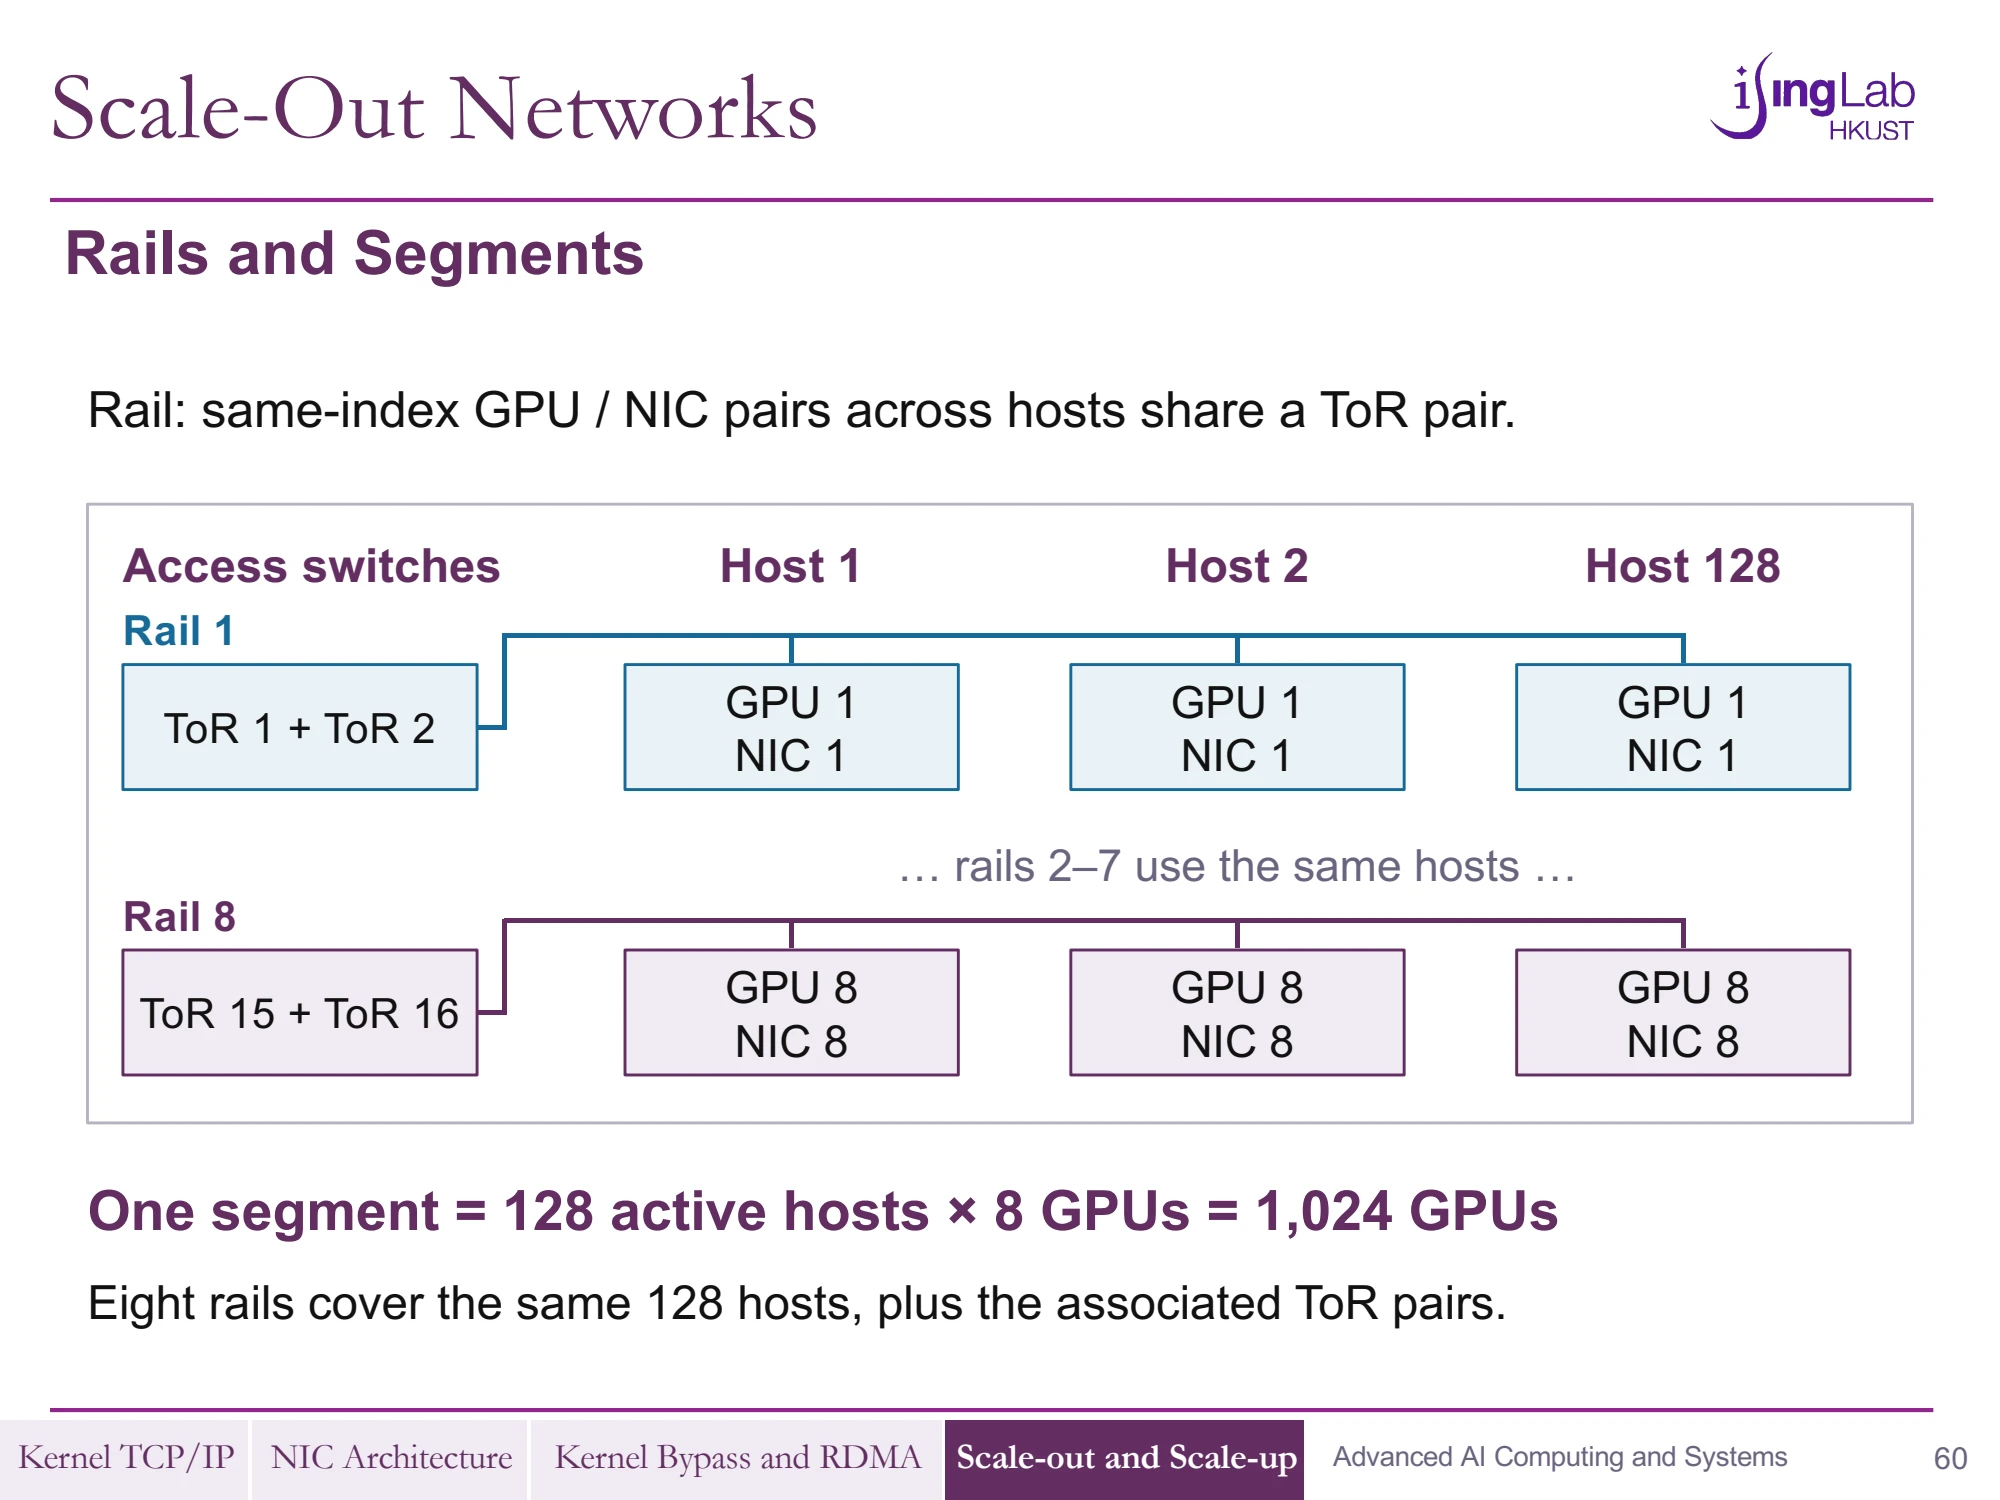 Scale-Out Networks
iSingLab
HKUST
Rails and Segments
Rail: same-index GPU / NIC pairs across hosts share a ToR pair.
Access switches
Host 1
Host 2
Host 128
Rail 1
ToR 1 + ToR 2
GPU 1
NIC 1
GPU 1
NIC 1
GPU 1
NIC 1
… rails 2–7 use the same hosts …
Rail 8
ToR 15 + ToR 16
GPU 8
NIC 8
GPU 8
NIC 8
GPU 8
NIC 8
One segment = 128 active hosts × 8 GPUs = 1,024 GPUs
Eight rails cover the same 128 hosts, plus the associated ToR pairs.
Kernel TCP/IP
NIC Architecture
Kernel Bypass and RDMA
Scale-out and Scale-up
Advanced AI Computing and Systems
60